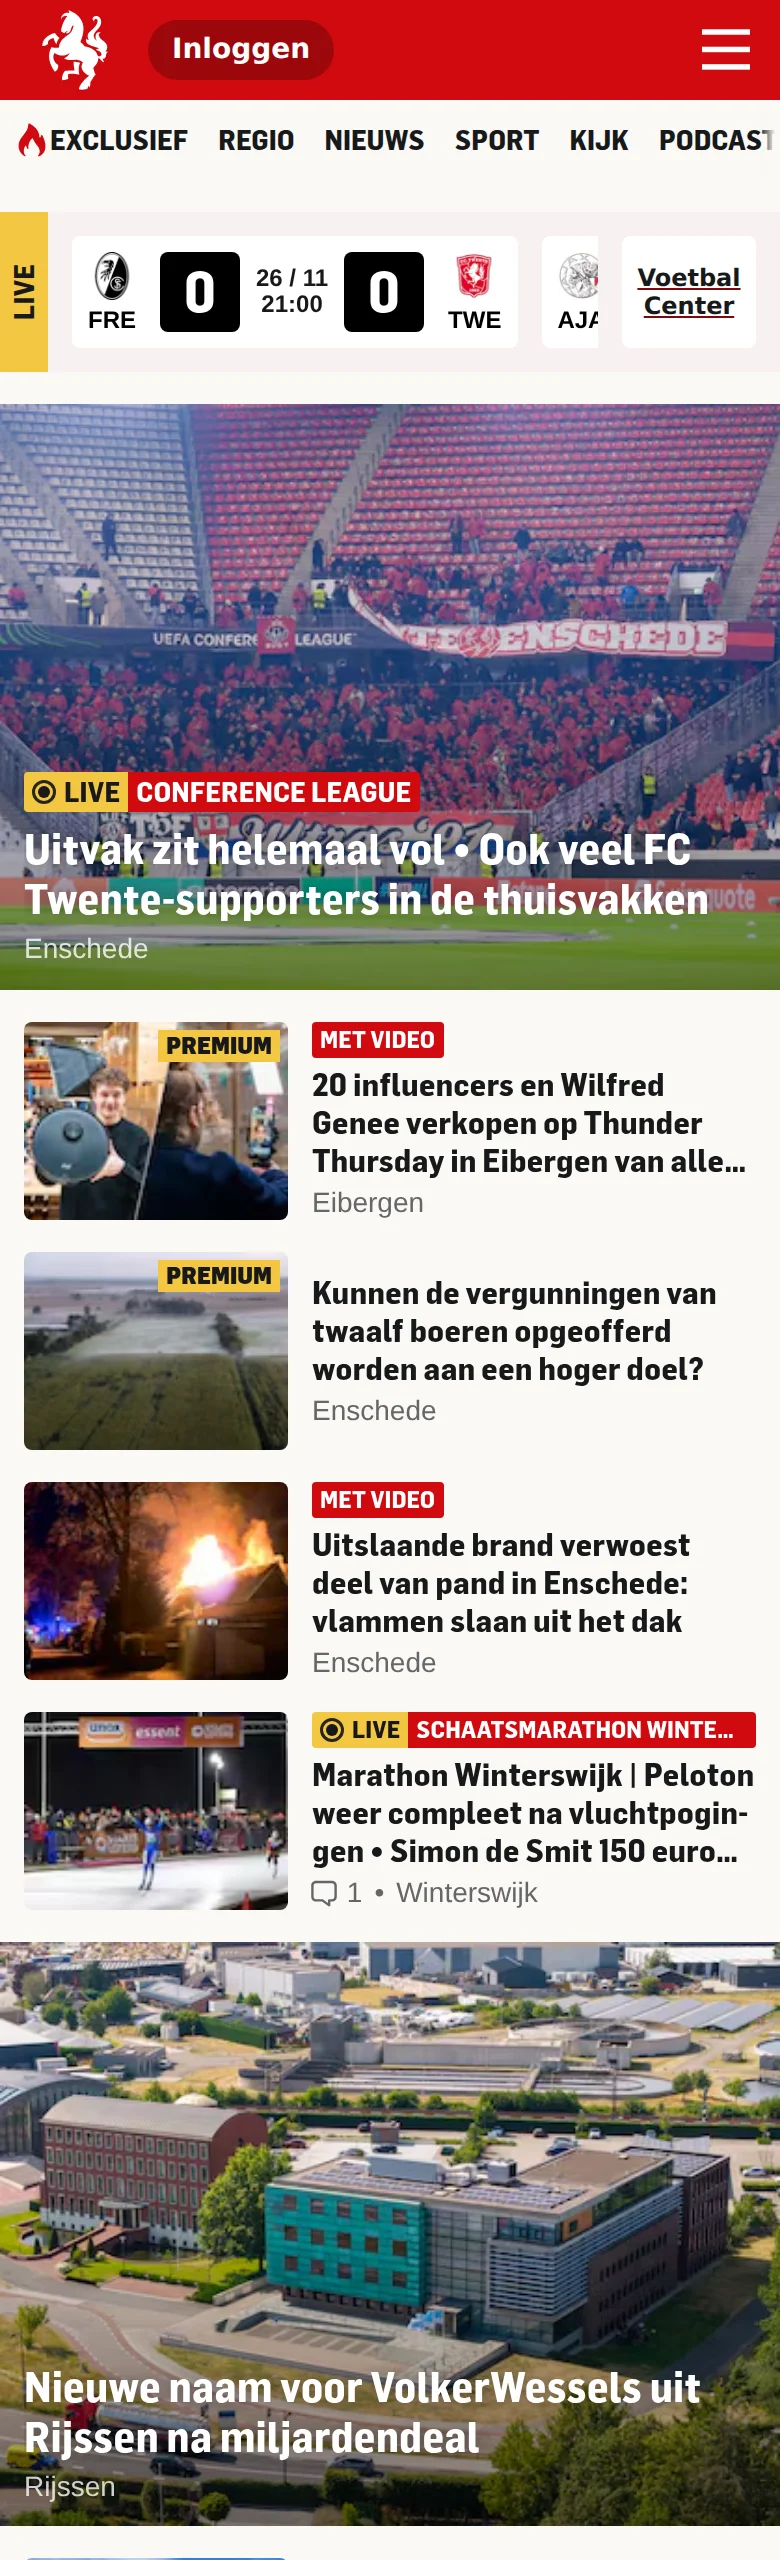 Inloggen
EXCLUSIEF REGIO NIEUWS SPORT KIJK PODCAST
LIVE
0 26 / 11 0
21:00
FRE TWE
AJA
Voetbal
Center
UEFA CONFERE LEAGUE
ENSCHEDE
LIVE CONFERENCE LEAGUE
Uitvak zit helemaal vol • Ook veel FC
Twente-supporters in de thuisvakken
Enschede
PREMIUM
MET VIDEO
20 influencers en Wilfred
Genee verkopen op Thunder
Thursday in Eibergen van alle...
Eibergen
PREMIUM
Kunnen de vergunningen van
twaalf boeren opgeofferd
worden aan een hoger doel?
Enschede
MET VIDEO
Uitslaande brand verwoest
deel van pand in Enschede:
vlammen slaan uit het dak
Enschede
unox essent
LIVE SCHAATSMARATHON WINTE...
Marathon Winterswijk | Peloton
weer compleet na vluchtpogin-
gen • Simon de Smit 150 euro...
1 • Winterswijk
Nieuwe naam voor VolkerWessels uit
Rijssen na miljardendeal
Rijssen